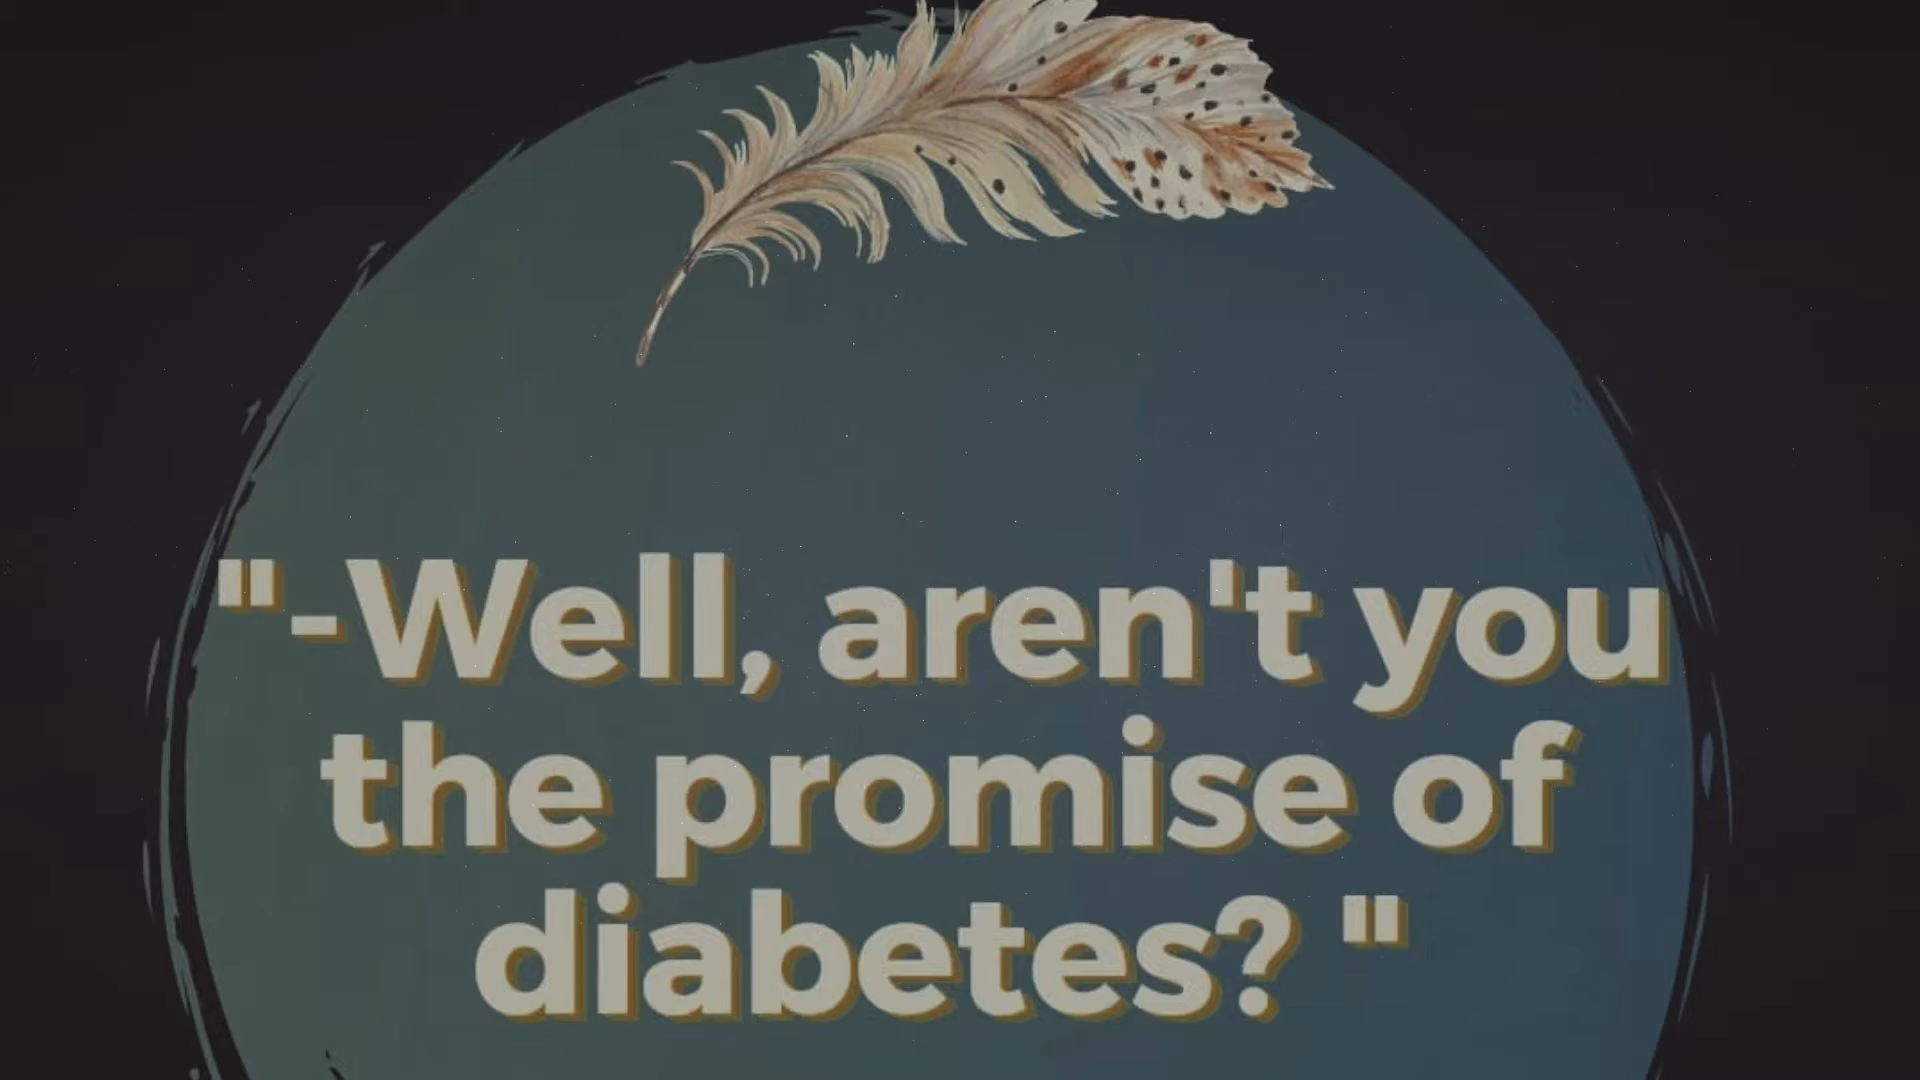 "-Well, aren't you
the promise of
diabetes? "